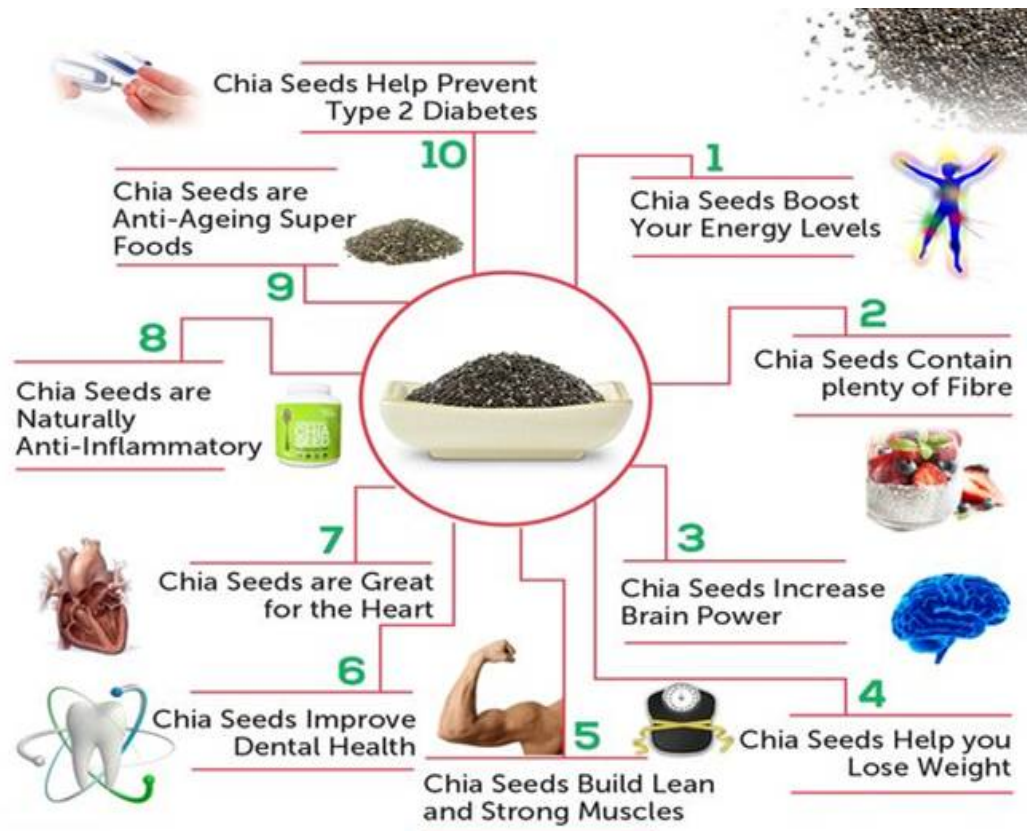 1
Chia Seeds Boost
Your Energy Levels
2
Chia Seeds Contain
plenty of Fibre
3
Chia Seeds Increase
Brain Power
4
Chia Seeds Help you
Lose Weight
5
Chia Seeds Build Lean
and Strong Muscles
6
Chia Seeds Improve
Dental Health
7
Chia Seeds are Great
for the Heart
8
Chia Seeds are
Naturally
Anti-Inflammatory
CHIA
SEED
9
Chia Seeds are
Anti-Ageing Super
Foods
10
Chia Seeds Help Prevent
Type 2 Diabetes